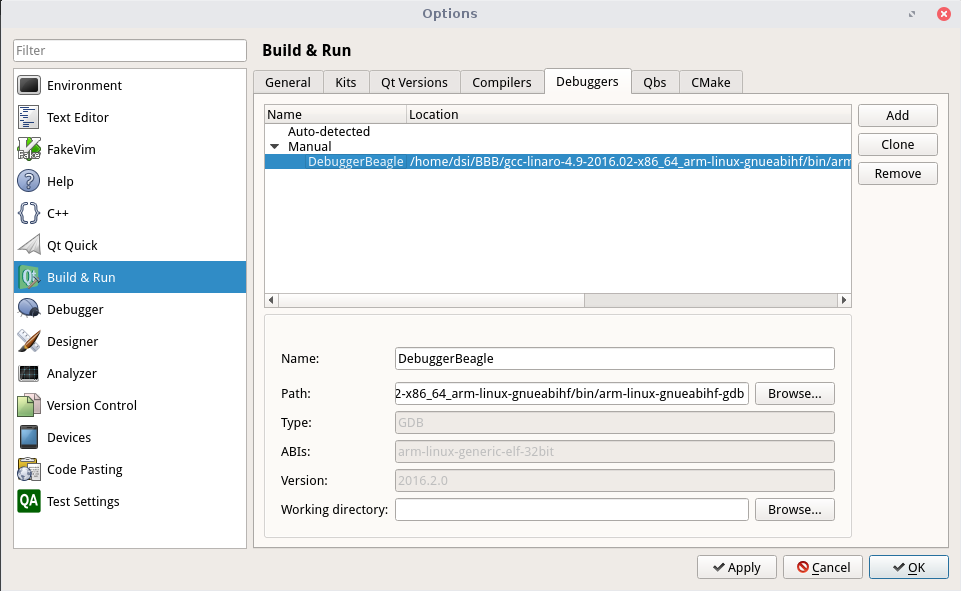 Options
Filter
Environment
Text Editor
FakeVim
Help
C++
Qt Quick
Build & Run
Debugger
Designer
Analyzer
Version Control
Devices
Code Pasting
QA Test Settings
Build & Run
General Kits Qt Versions Compilers Debuggers Qbs CMake
Name Location
Auto-detected
Manual
DebuggerBeagle /home/dsi/BBB/gcc-linaro-4.9-2016.02-x86_64_arm-linux-gnueabihf/bin/arm
Add
Clone
Remove
Name: DebuggerBeagle
Path: 2-x86_64_arm-linux-gnueabihf/bin/arm-linux-gnueabihf-gdb Browse...
Type: GDB
ABIs: arm-linux-generic-elf-32bit
Version: 2016.2.0
Working directory: Browse...
Apply Cancel OK